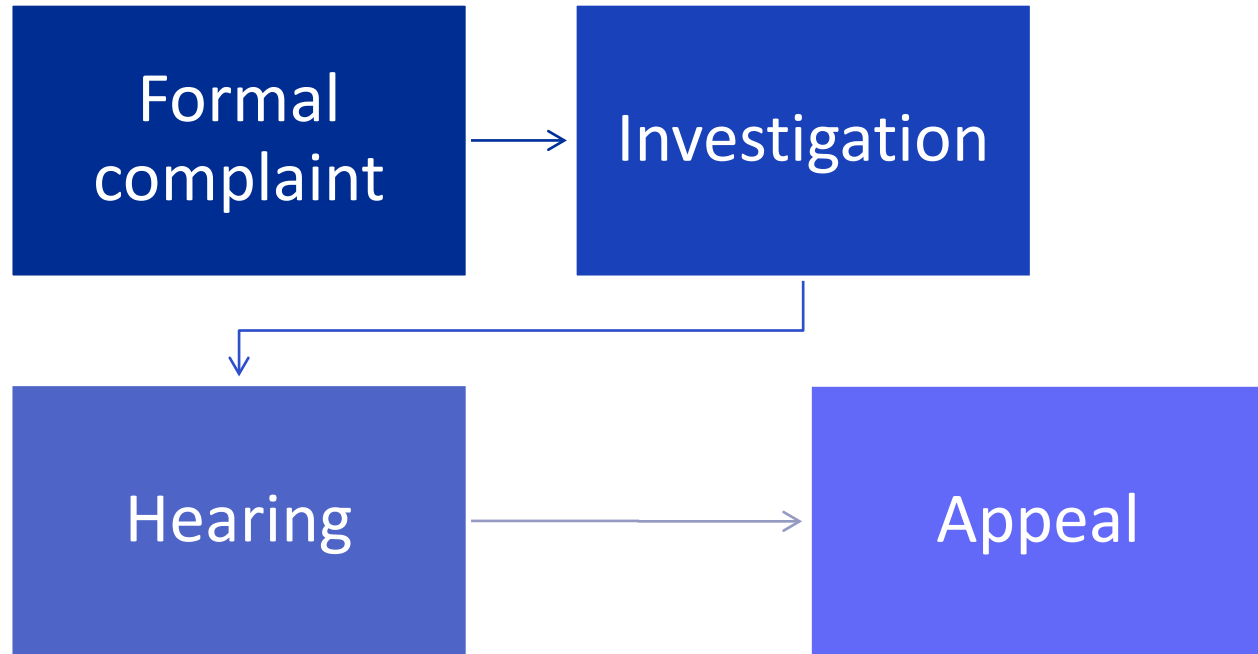 Formal
complaint
Investigation
Hearing
Appeal